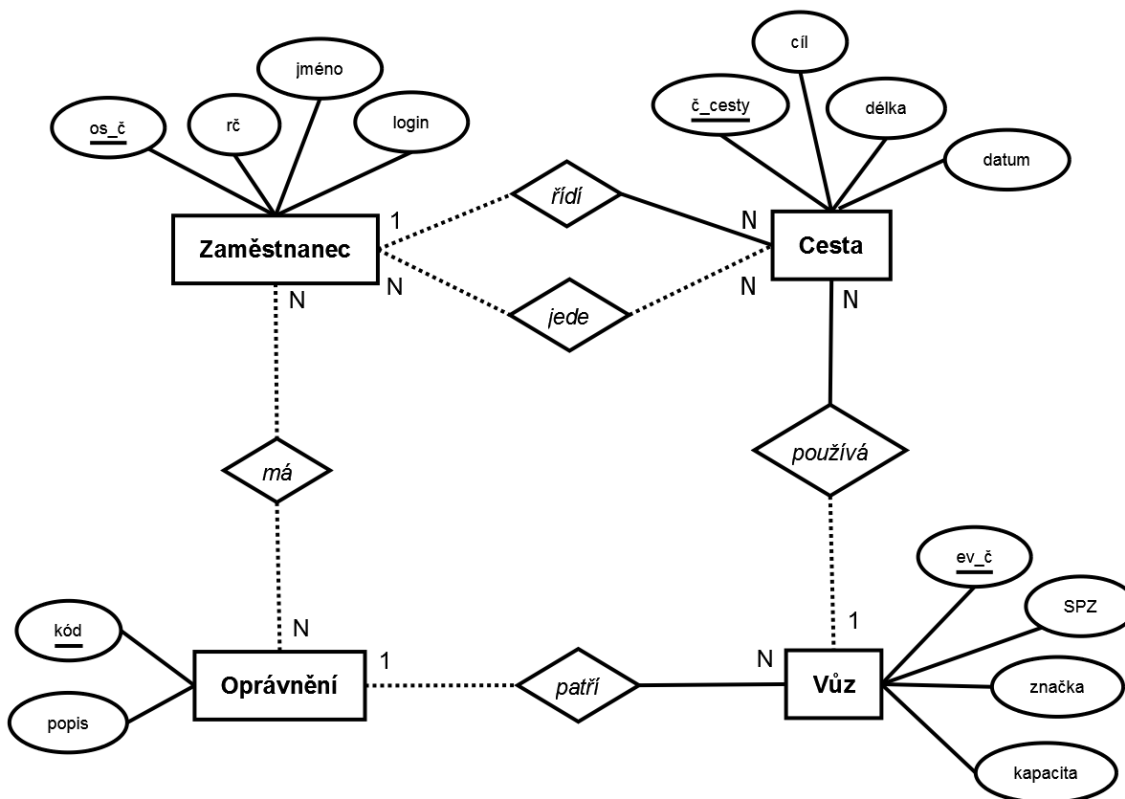 cíl
jméno
č_cesty
délka
os_č
rč
login
datum
řídí
1
N
Zaměstnanec
Cesta
N
N
N
N
jede
používá
má
ev_č
SPZ
kód
N
1
1
N
Oprávnění
patří
Vůz
značka
popis
kapacita